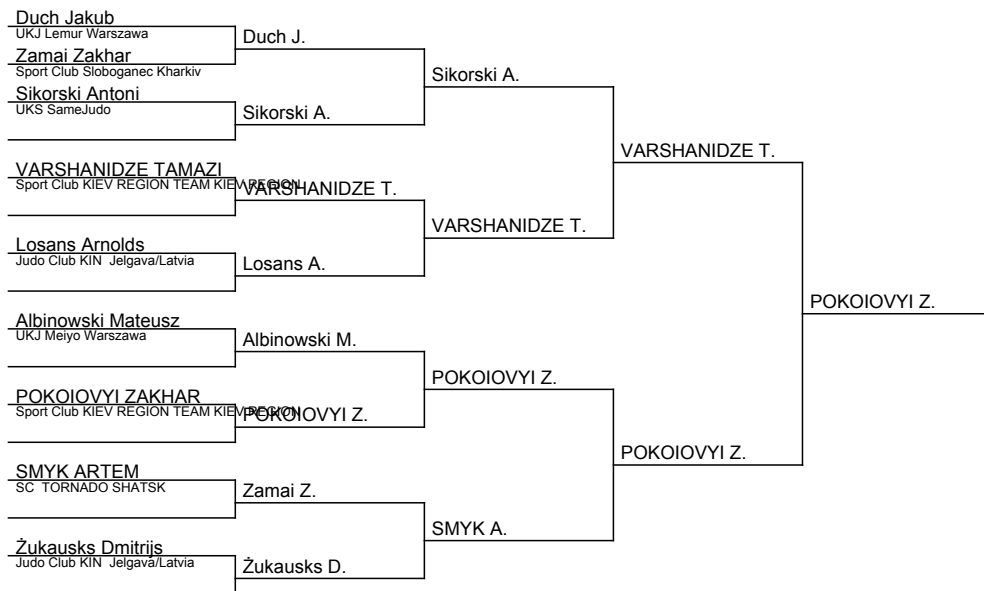 Duch Jakub
UKJ Lemur Warszawa
Duch J.
Zamai Zakhar
Sport Club Sloboganec Kharkiv
Sikorski A.
Sikorski Antoni
UKS SameJudo
Sikorski A.
VARSHANIDZE T.
VARSHANIDZE TAMAZI
Sport Club KIEV REGION TEAM KIEV REGION
VARSHANIDZE T.
VARSHANIDZE T.
Losans Arnolds
Judo Club KIN Jelgava/Latvia
Losans A.
POKOIOVYI Z.
Albinowski Mateusz
UKJ Meiyo Warszawa
Albinowski M.
POKOIOVYI Z.
POKOIOVYI ZAKHAR
Sport Club KIEV REGION TEAM KIEV REGION
POKOIOVYI Z.
POKOIOVYI Z.
SMYK ARTEM
SC TORNADO SHATSK
Zamai Z.
SMYK A.
Żukausks Dmitrijs
Judo Club KIN Jelgava/Latvia
Żukausks D.